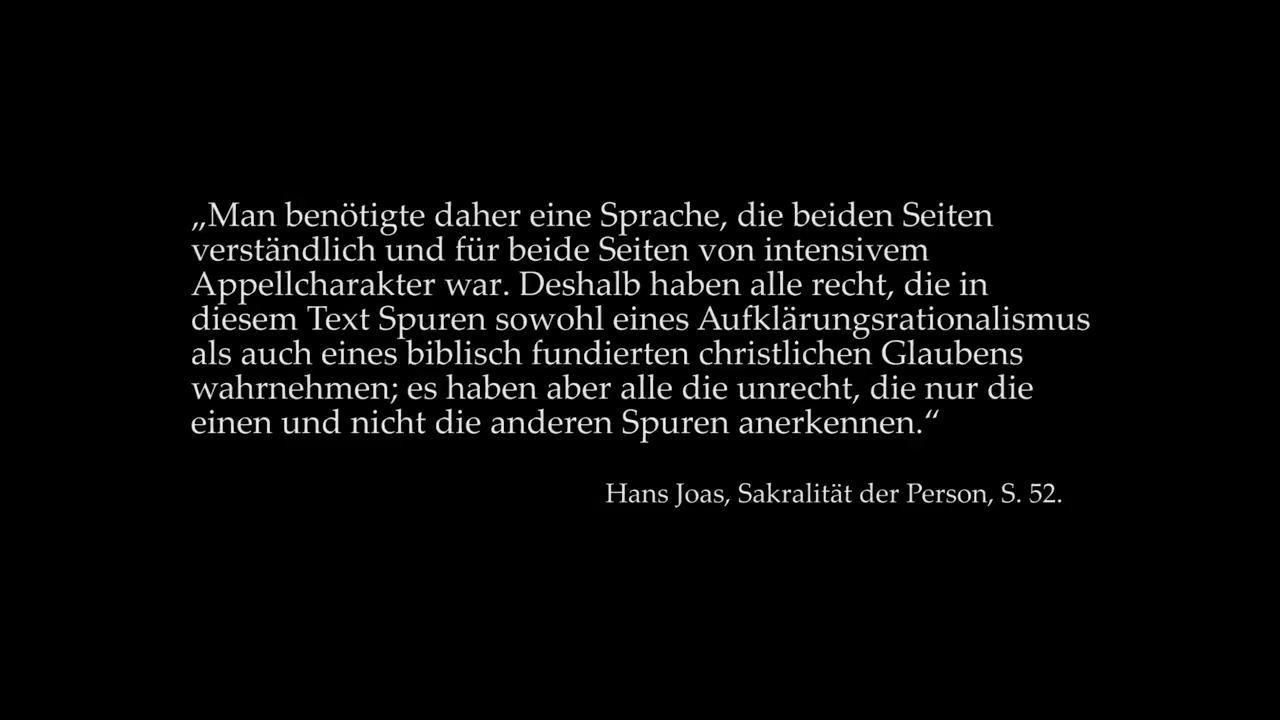 „Man benötigte daher eine Sprache, die beiden Seiten
verständlich und für beide Seiten von intensivem
Appellcharakter war. Deshalb haben alle recht, die in
diesem Text Spuren sowohl eines Aufklärungsrationalismus
als auch eines biblisch fundierten christlichen Glaubens
wahrnehmen; es haben aber alle die unrecht, die nur die
einen und nicht die anderen Spuren anerkennen.“
Hans Joas, Sakralität der Person, S. 52.